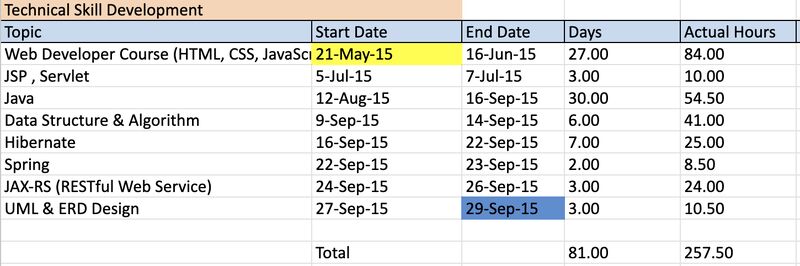 Technical Skill Development
Topic Start Date End Date Days Actual Hours
Web Developer Course (HTML, CSS, JavaScr 21-May-15 16-Jun-15 27.00 84.00
JSP , Servlet 5-Jul-15 7-Jul-15 3.00 10.00
Java 12-Aug-15 16-Sep-15 30.00 54.50
Data Structure & Algorithm 9-Sep-15 14-Sep-15 6.00 41.00
Hibernate 16-Sep-15 22-Sep-15 7.00 25.00
Spring 22-Sep-15 23-Sep-15 2.00 8.50
JAX-RS (RESTful Web Service) 24-Sep-15 26-Sep-15 3.00 24.00
UML & ERD Design 27-Sep-15 29-Sep-15 3.00 10.50
Total 81.00 257.50